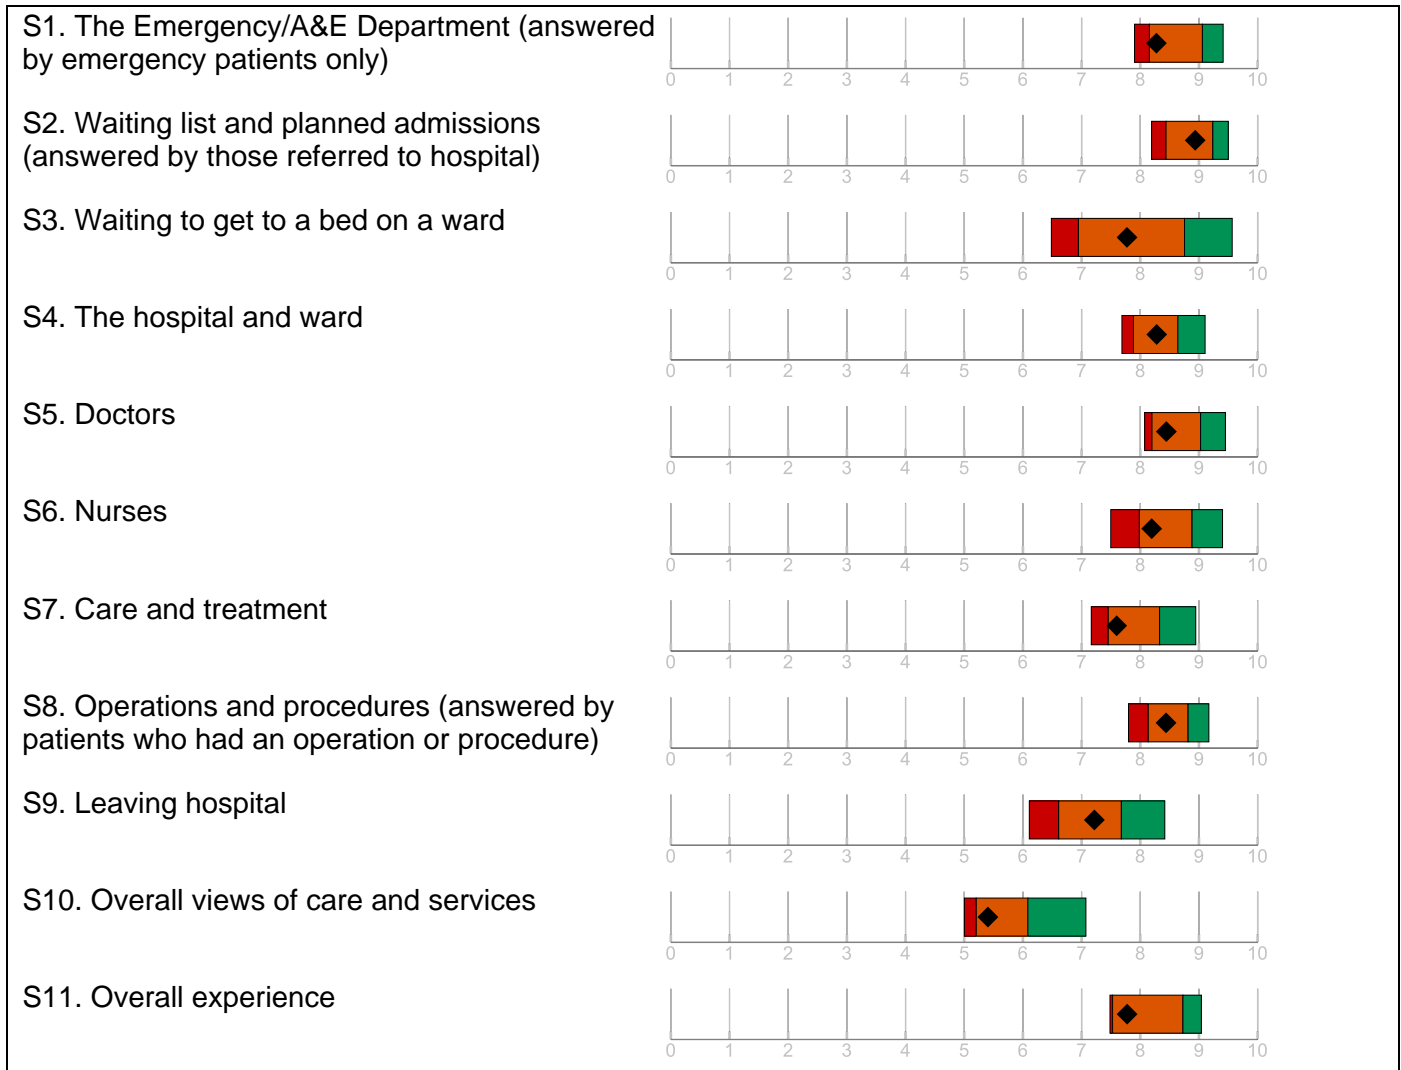 S1. The Emergency/A&E Department (answered
by emergency patients only)
0 1 2 3 4 5 6 7 8 9 10
S2. Waiting list and planned admissions
(answered by those referred to hospital)
0 1 2 3 4 5 6 7 8 9 10
S3. Waiting to get to a bed on a ward
0 1 2 3 4 5 6 7 8 9 10
S4. The hospital and ward
0 1 2 3 4 5 6 7 8 9 10
S5. Doctors
0 1 2 3 4 5 6 7 8 9 10
S6. Nurses
0 1 2 3 4 5 6 7 8 9 10
S7. Care and treatment
0 1 2 3 4 5 6 7 8 9 10
S8. Operations and procedures (answered by
patients who had an operation or procedure)
0 1 2 3 4 5 6 7 8 9 10
S9. Leaving hospital
0 1 2 3 4 5 6 7 8 9 10
S10. Overall views of care and services
0 1 2 3 4 5 6 7 8 9 10
S11. Overall experience
0 1 2 3 4 5 6 7 8 9 10